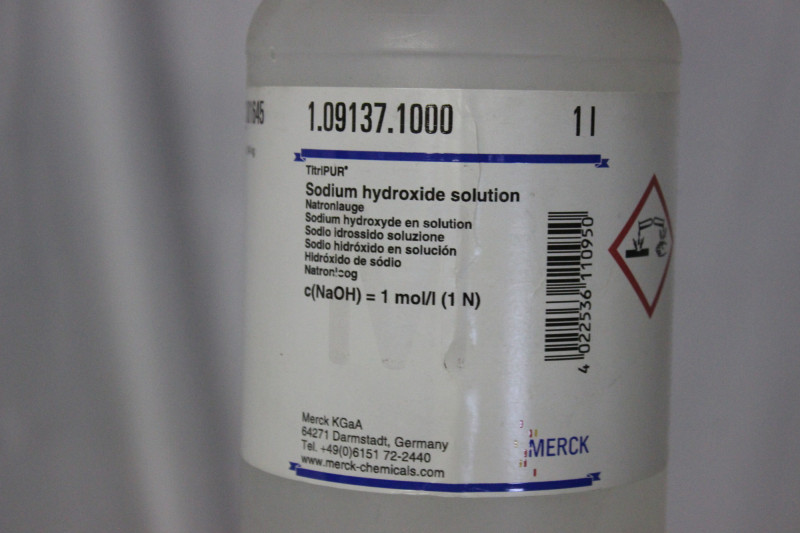 1645
1.09137.1000 1 l
TitriPUR®
Sodium hydroxide solution
Natronlauge
Sodium hydroxyde en solution
Sodio idrossido soluzione
Sodio hidróxido en solución
Hidróxido de sódio
Natronloog
c(NaOH) = 1 mol/l (1 N)
4 022536 110950
Merck KGaA
64271 Darmstadt, Germany
Tel. +49(0)6151 72-2440
www.merck-chemicals.com
MERCK